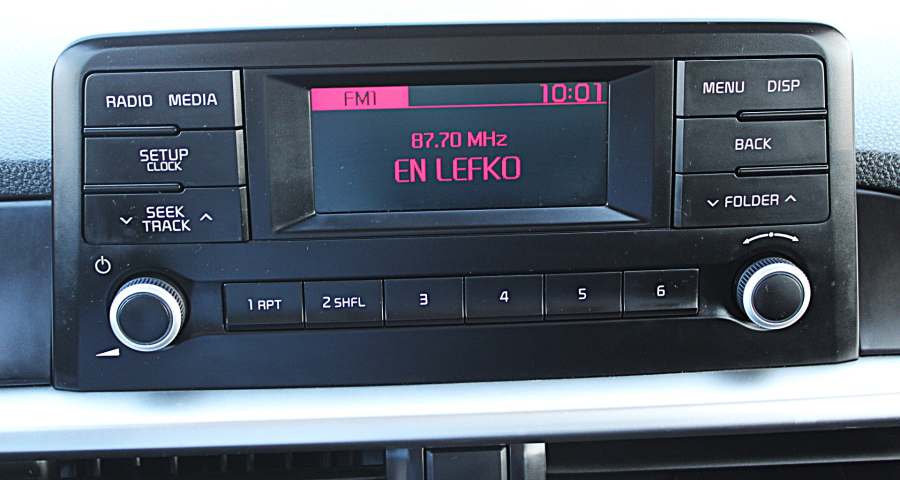 RADIO MEDIA
SETUP
CLOCK
SEEK
TRACK
FM1 10:01
87.70 MHz
EN LEFKO
MENU DISP
BACK
FOLDER
1 RPT
2 SHFL
3
4
5
6